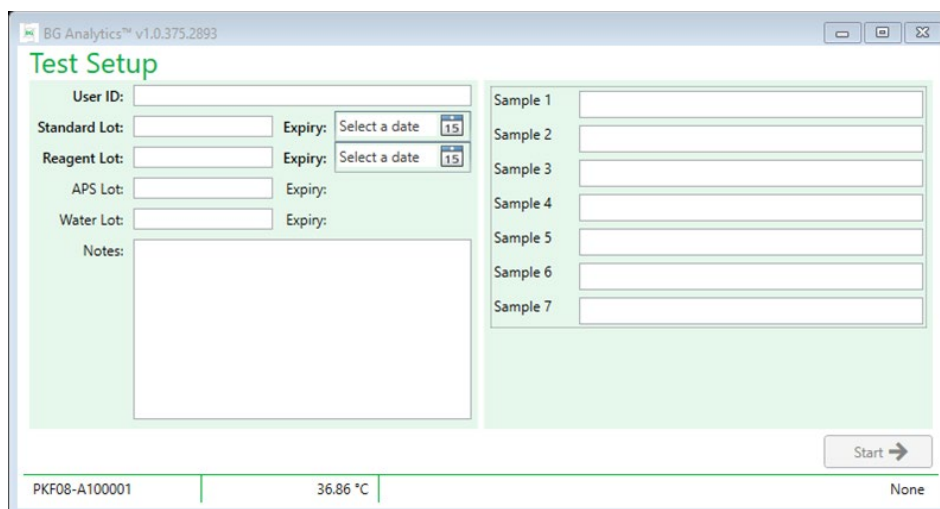 BG Analytics™ v1.0.375.2893
Test Setup
User ID:
Standard Lot: Expiry: Select a date 15
Reagent Lot: Expiry: Select a date 15
APS Lot: Expiry:
Water Lot: Expiry:
Notes:
Sample 1
Sample 2
Sample 3
Sample 4
Sample 5
Sample 6
Sample 7
Start
PKF08-A100001 36.86 °C None